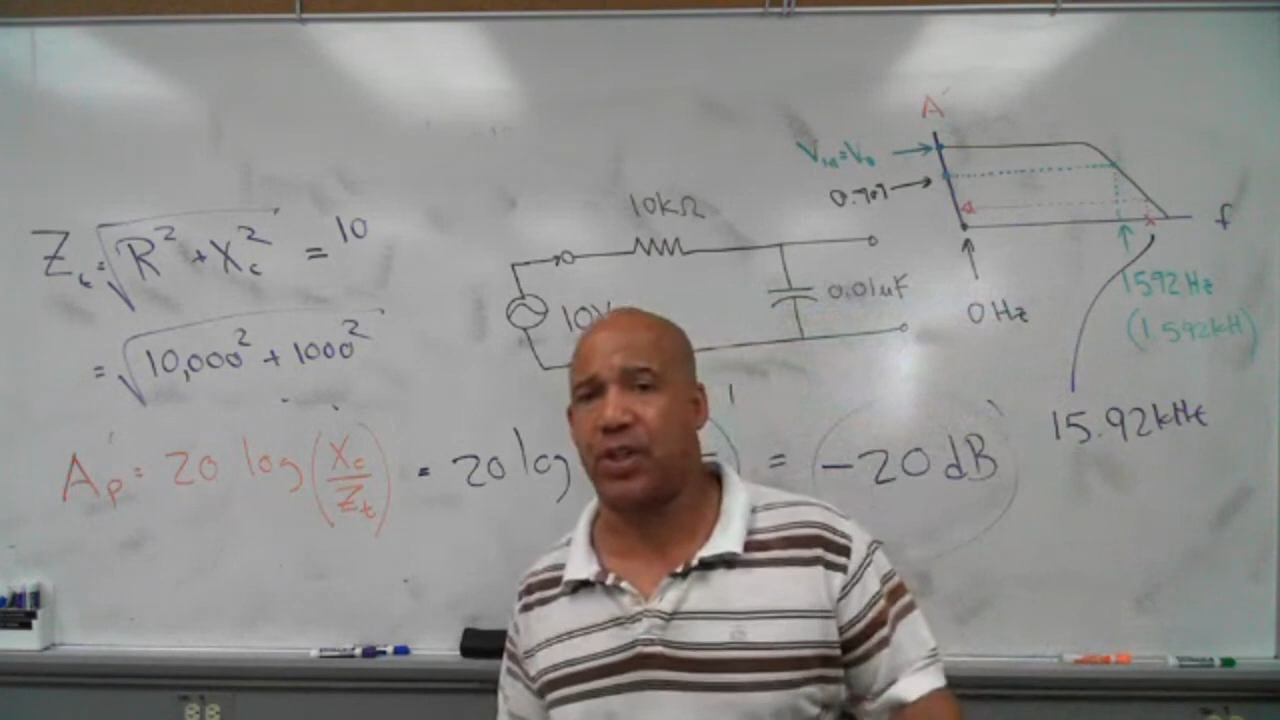 Zt = √R² + Xc² = 10
= √10,000² + 1000²
Ap = 20 log (Xc/Zt) = 20 log = -20 dB
10kΩ
10V
0.01uF
A
Vin=Vo
0.707
0 Hz
f
1592 Hz
(1.592kH)
15.92kHz